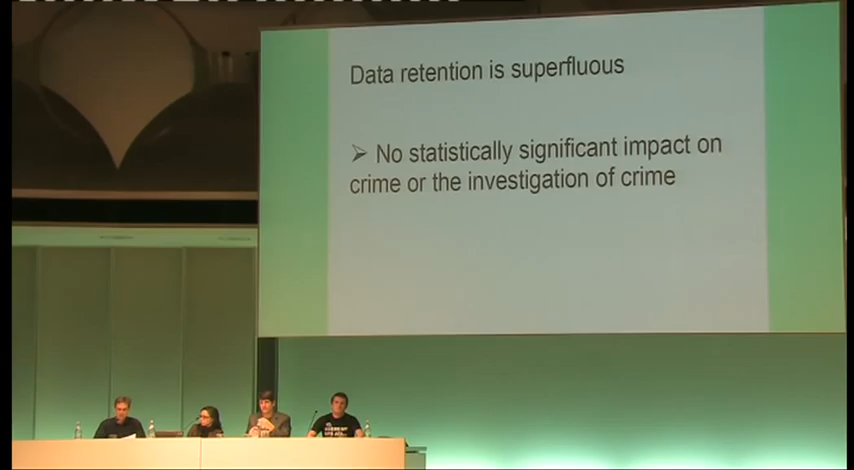 Data retention is superfluous
➢ No statistically significant impact on
crime or the investigation of crime